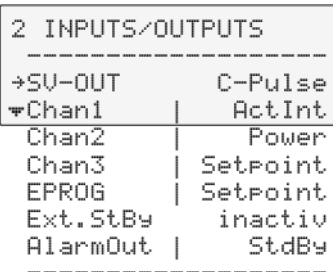 2 INPUTS/OUTPUTS
------------------
→SV-OUT C-Pulse
▾Chan1 | ActInt
Chan2 | Power
Chan3 | Setpoint
EPROG | Setpoint
Ext.StBy inactiv
AlarmOut | StdBy
------------------